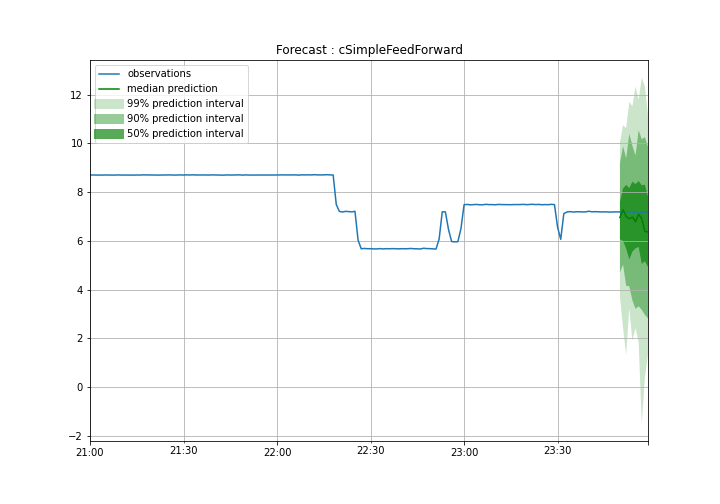 Forecast : cSimpleFeedForward
observations
median prediction
99% prediction interval
90% prediction interval
50% prediction interval
12
10
8
6
4
2
0
−2
21:00
21:30
22:00
22:30
23:00
23:30